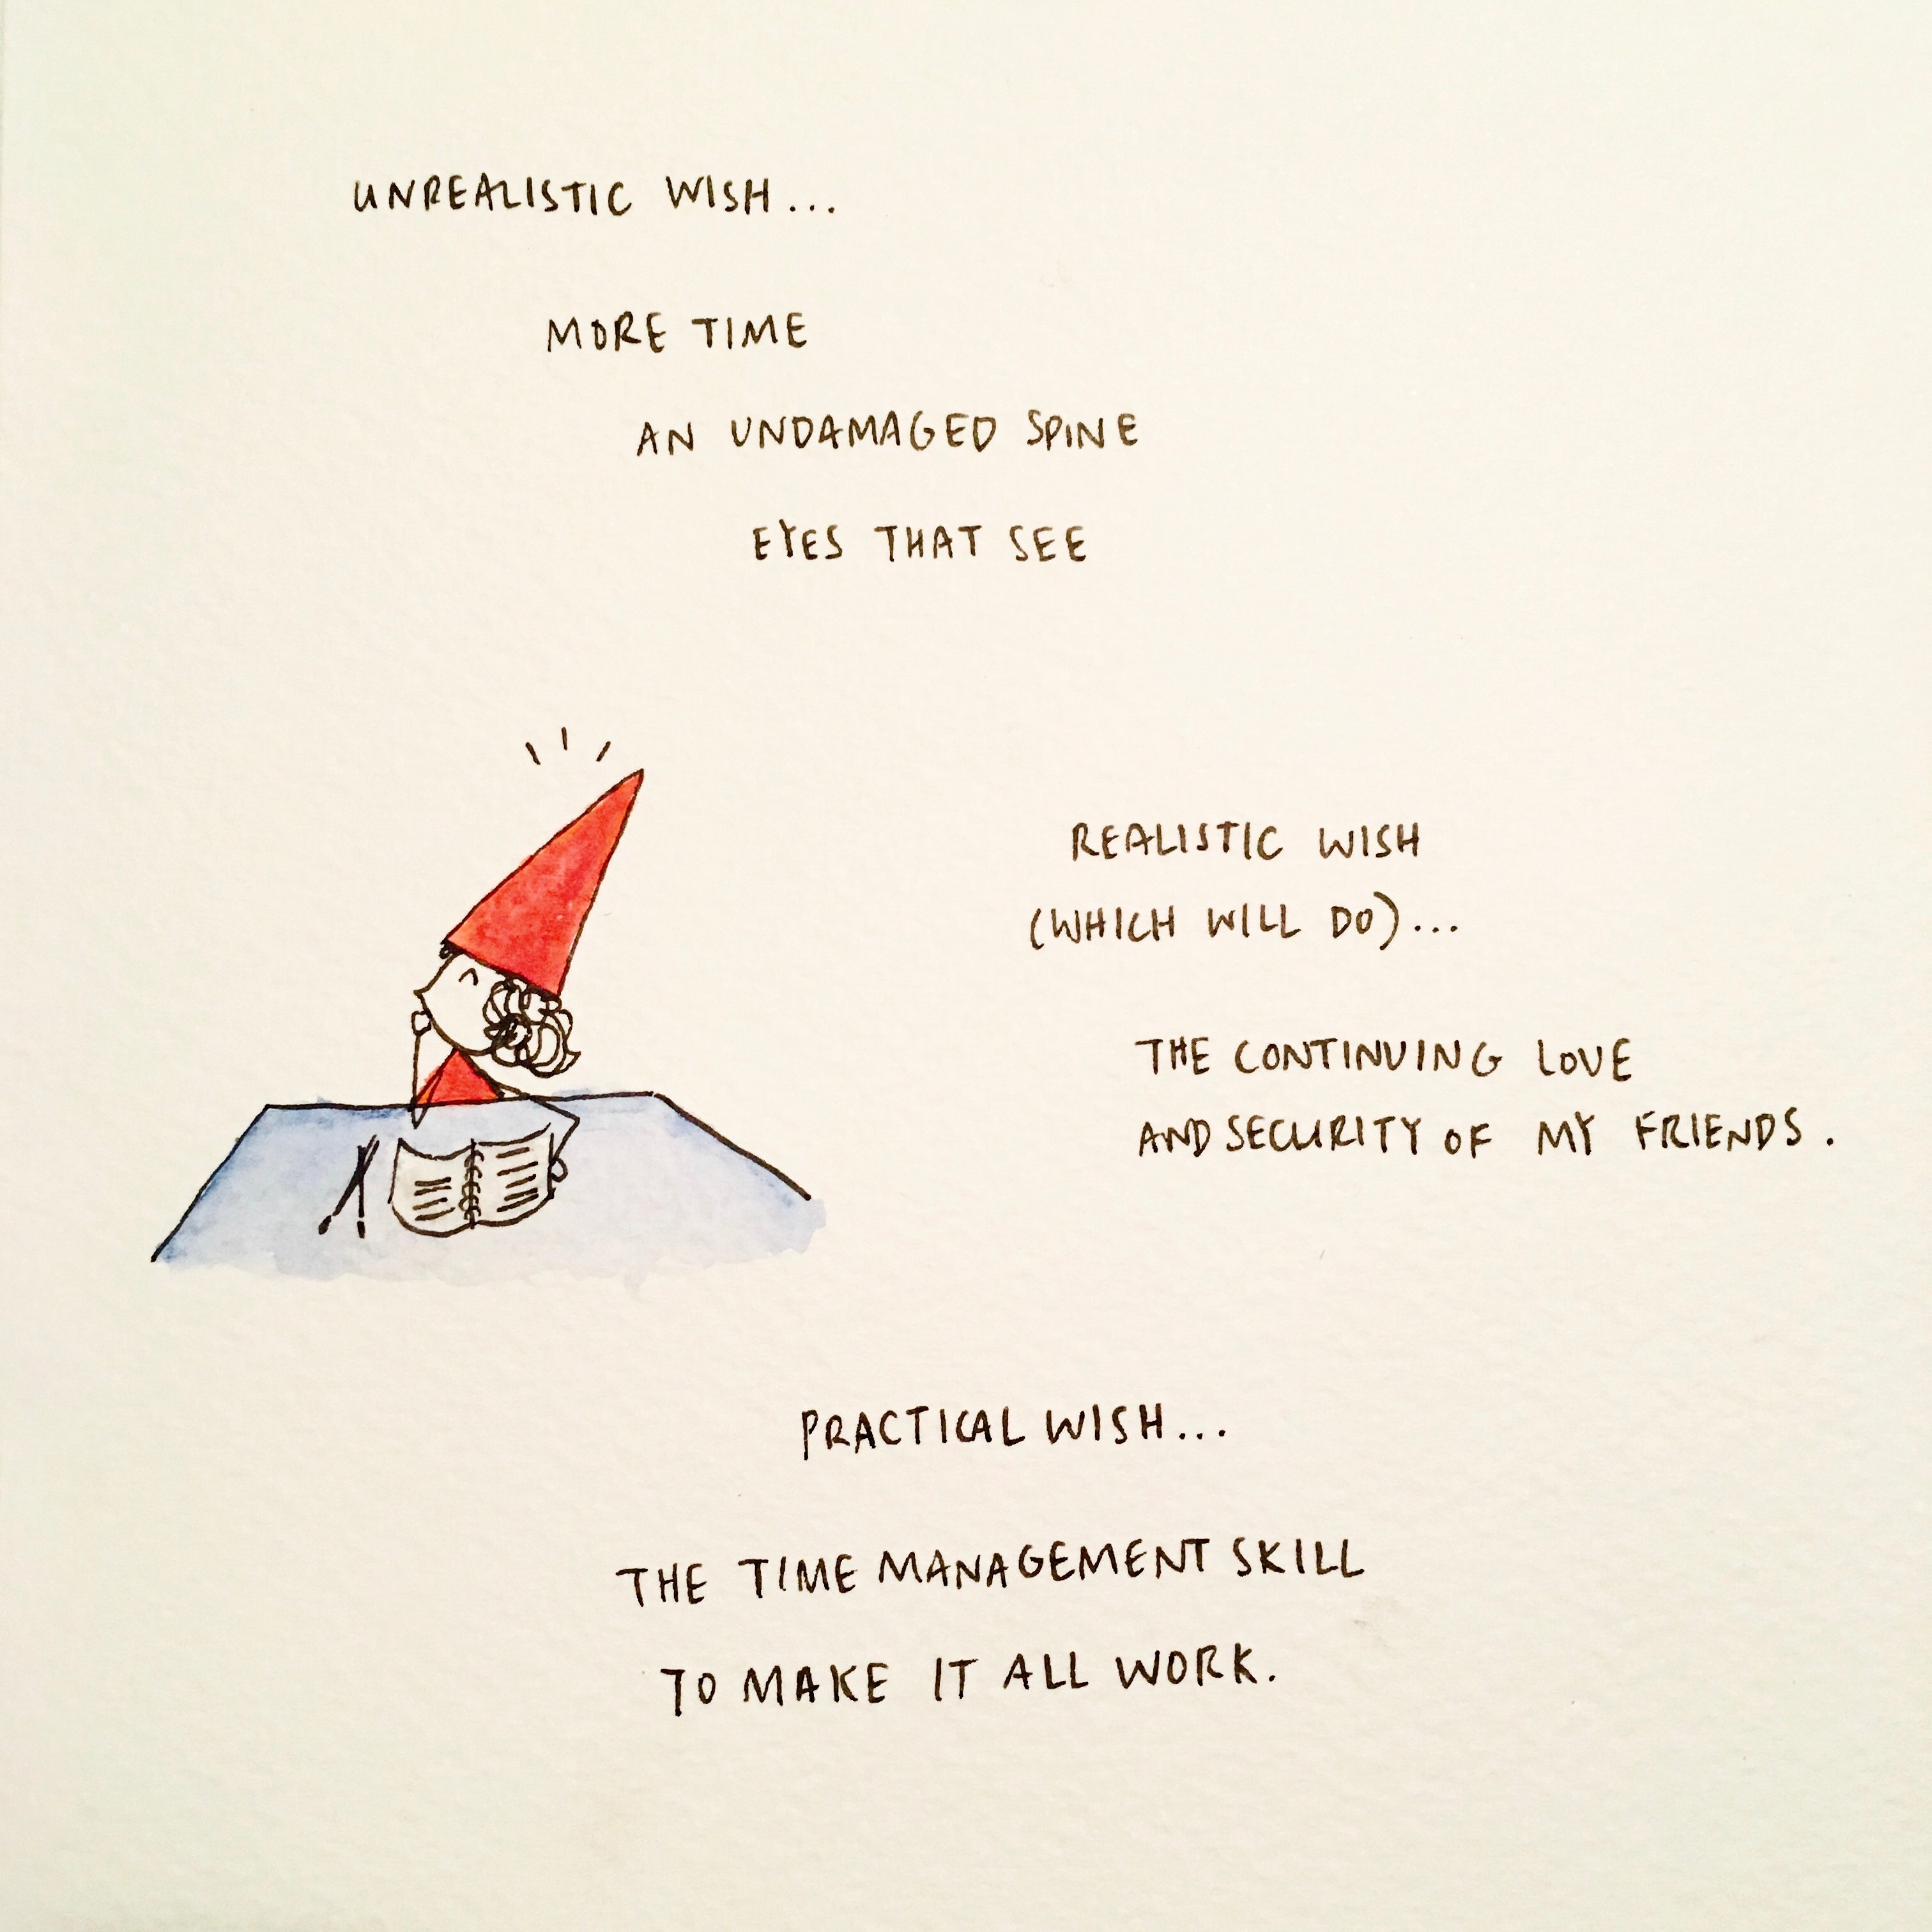 UNREALISTIC WISH...
MORE TIME
AN UNDAMAGED SPINE
EYES THAT SEE
REALISTIC WISH
(WHICH WILL DO)...
THE CONTINUING LOVE
AND SECURITY OF MY FRIENDS.
PRACTICAL WISH...
THE TIME MANAGEMENT SKILL
TO MAKE IT ALL WORK.